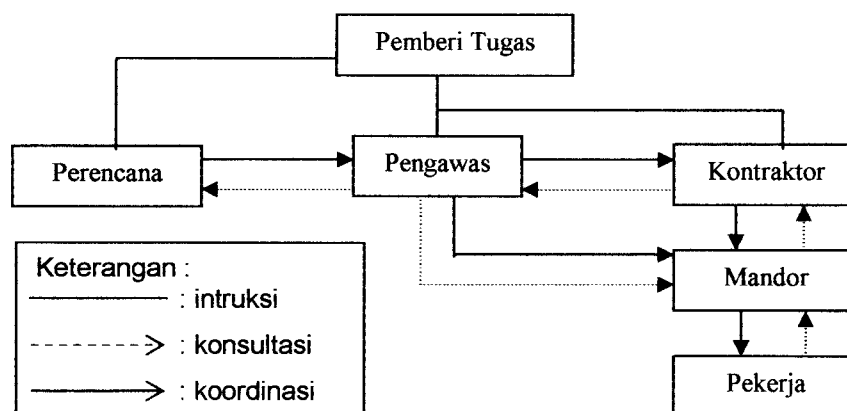 Pemberi Tugas
Perencana
Pengawas
Kontraktor
Mandor
Pekerja
Keterangan :
: intruksi
: konsultasi
: koordinasi